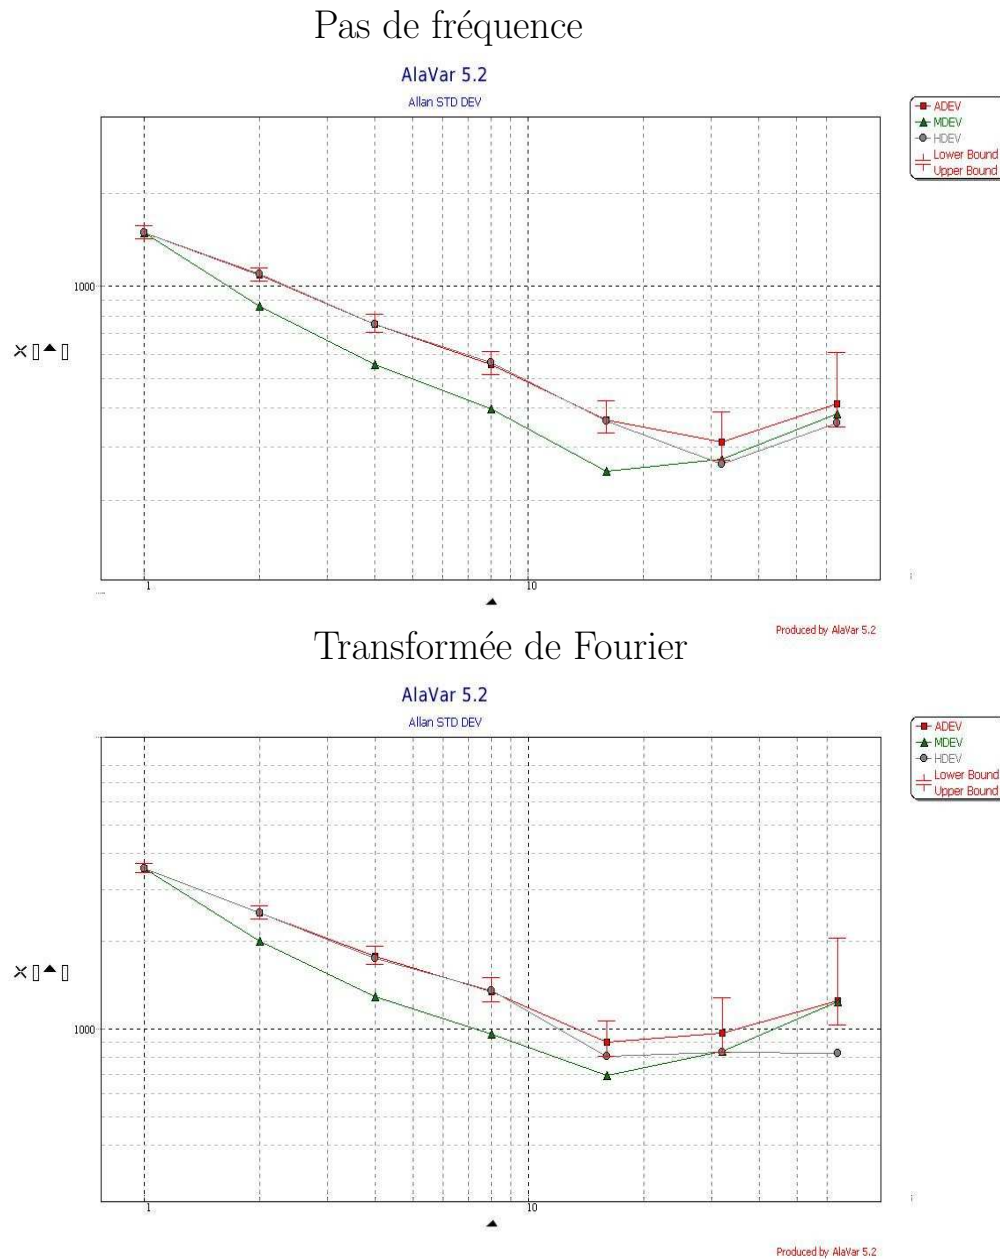 Pas de fréquence
AlaVar 5.2
Allan STD DEV
ADEV
MDEV
HDEV
Lower Bound
Upper Bound
1000
1
10
Produced by AlaVar 5.2
Transformée de Fourier
AlaVar 5.2
Allan STD DEV
ADEV
MDEV
HDEV
Lower Bound
Upper Bound
1000
1
10
Produced by AlaVar 5.2